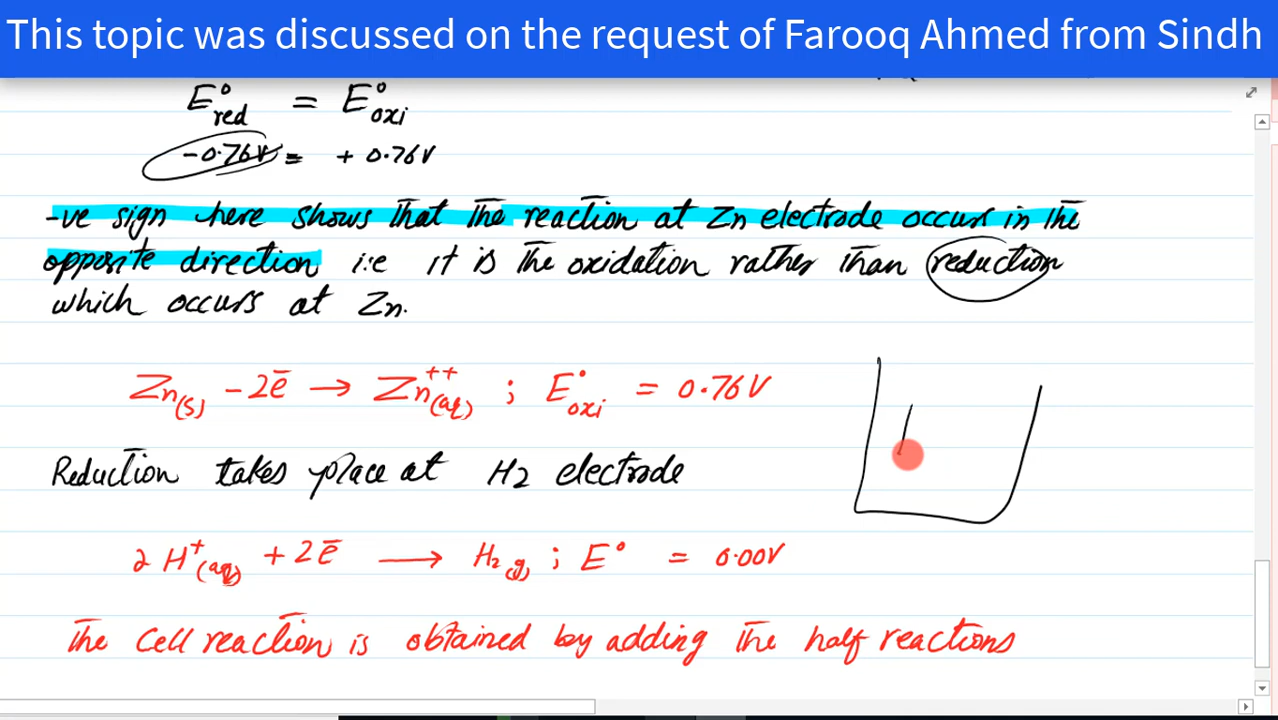 This topic was discussed on the request of Farooq Ahmed from Sindh
E°red = E°oxi
-0.76V = + 0.76V
-ve sign here shows that the reaction at Zn electrode occurs in the
opposite direction i.e it is the oxidation rather than reduction
which occurs at Zn.
Zn(s) - 2ē → Zn++(aq) ; E°oxi = 0.76V
Reduction takes place at H2 electrode
2H+(aq) + 2ē → H2(g) ; E° = 0.00V
The Cell reaction is obtained by adding the half reactions